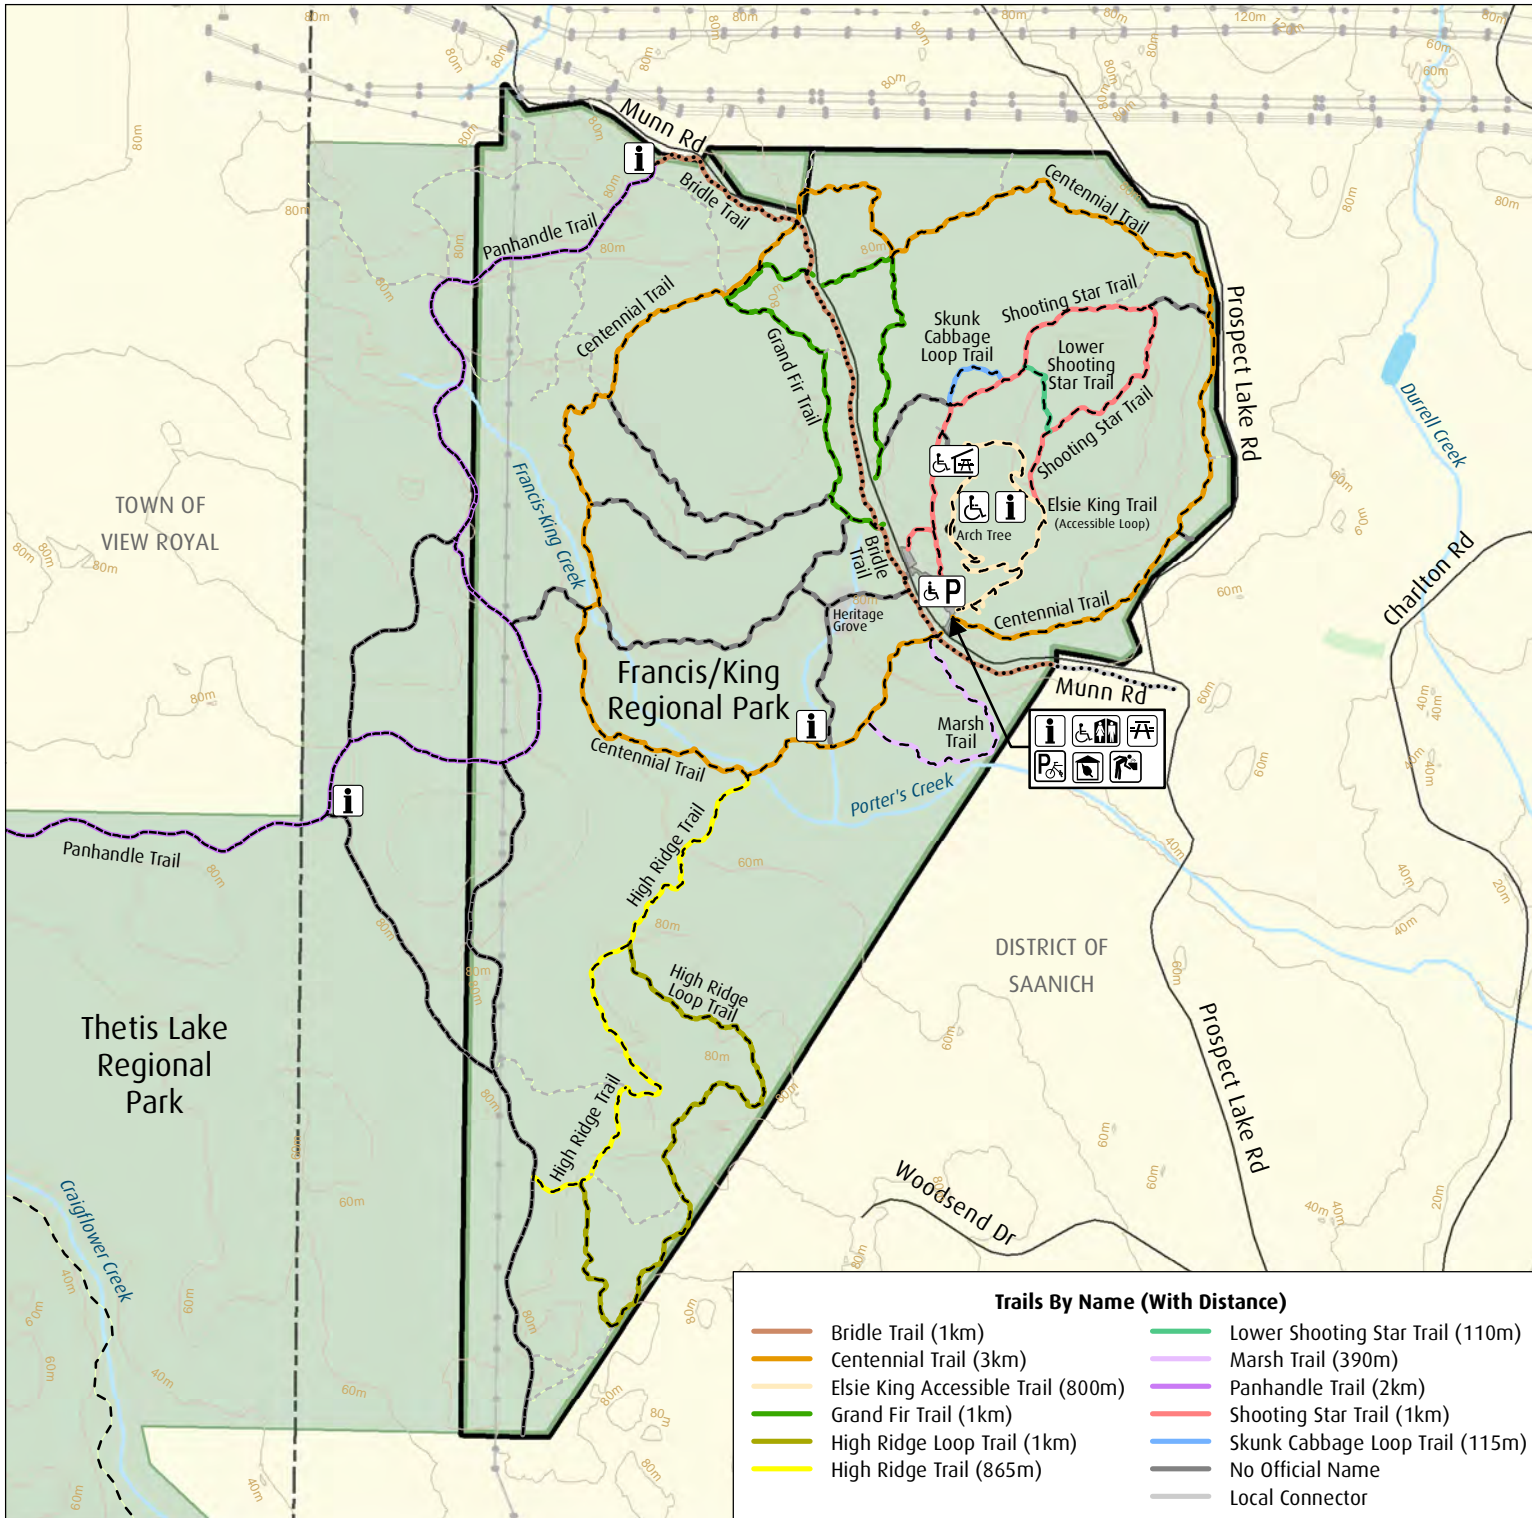 Munn Rd
Bridle Trail
Panhandle Trail
Centennial Trail
Centennial Trail
Shooting Star Trail
Skunk
Cabbage
Loop Trail
Lower
Shooting
Star Trail
Grand Fir Trail
Shooting Star Trail
Prospect Lake Rd
Durrell Creek
TOWN OF
VIEW ROYAL
Francis-King Creek
Elsie King Trail
(Accessible Loop)
Arch Tree
Bridle
Trail
P
Heritage
Grove
Centennial Trail
Charlton Rd
Francis/King
Regional Park
Munn Rd
Marsh
Trail
Centennial Trail
Porter's Creek
Panhandle Trail
High Ridge Trail
High Ridge
Loop Trail
DISTRICT OF
SAANICH
Thetis Lake
Regional
Park
High Ridge Trail
Prospect Lake Rd
Woodsend Dr
Craigflower Creek
80m
60m
40m
20m
120m
Trails By Name (With Distance)
Bridle Trail (1km)
Centennial Trail (3km)
Elsie King Accessible Trail (800m)
Grand Fir Trail (1km)
High Ridge Loop Trail (1km)
High Ridge Trail (865m)
Lower Shooting Star Trail (110m)
Marsh Trail (390m)
Panhandle Trail (2km)
Shooting Star Trail (1km)
Skunk Cabbage Loop Trail (115m)
No Official Name
Local Connector